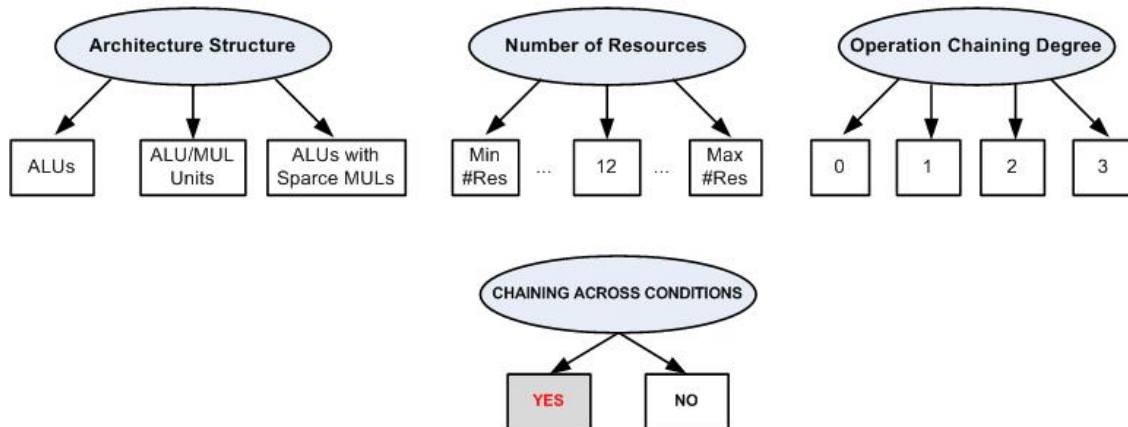 Architecture Structure
Number of Resources
Operation Chaining Degree
ALUs
ALU/MUL
Units
ALUs with
Sparce MULs
Min
#Res
...
12
...
Max
#Res
0
1
2
3
CHAINING ACROSS CONDITIONS
YES
NO